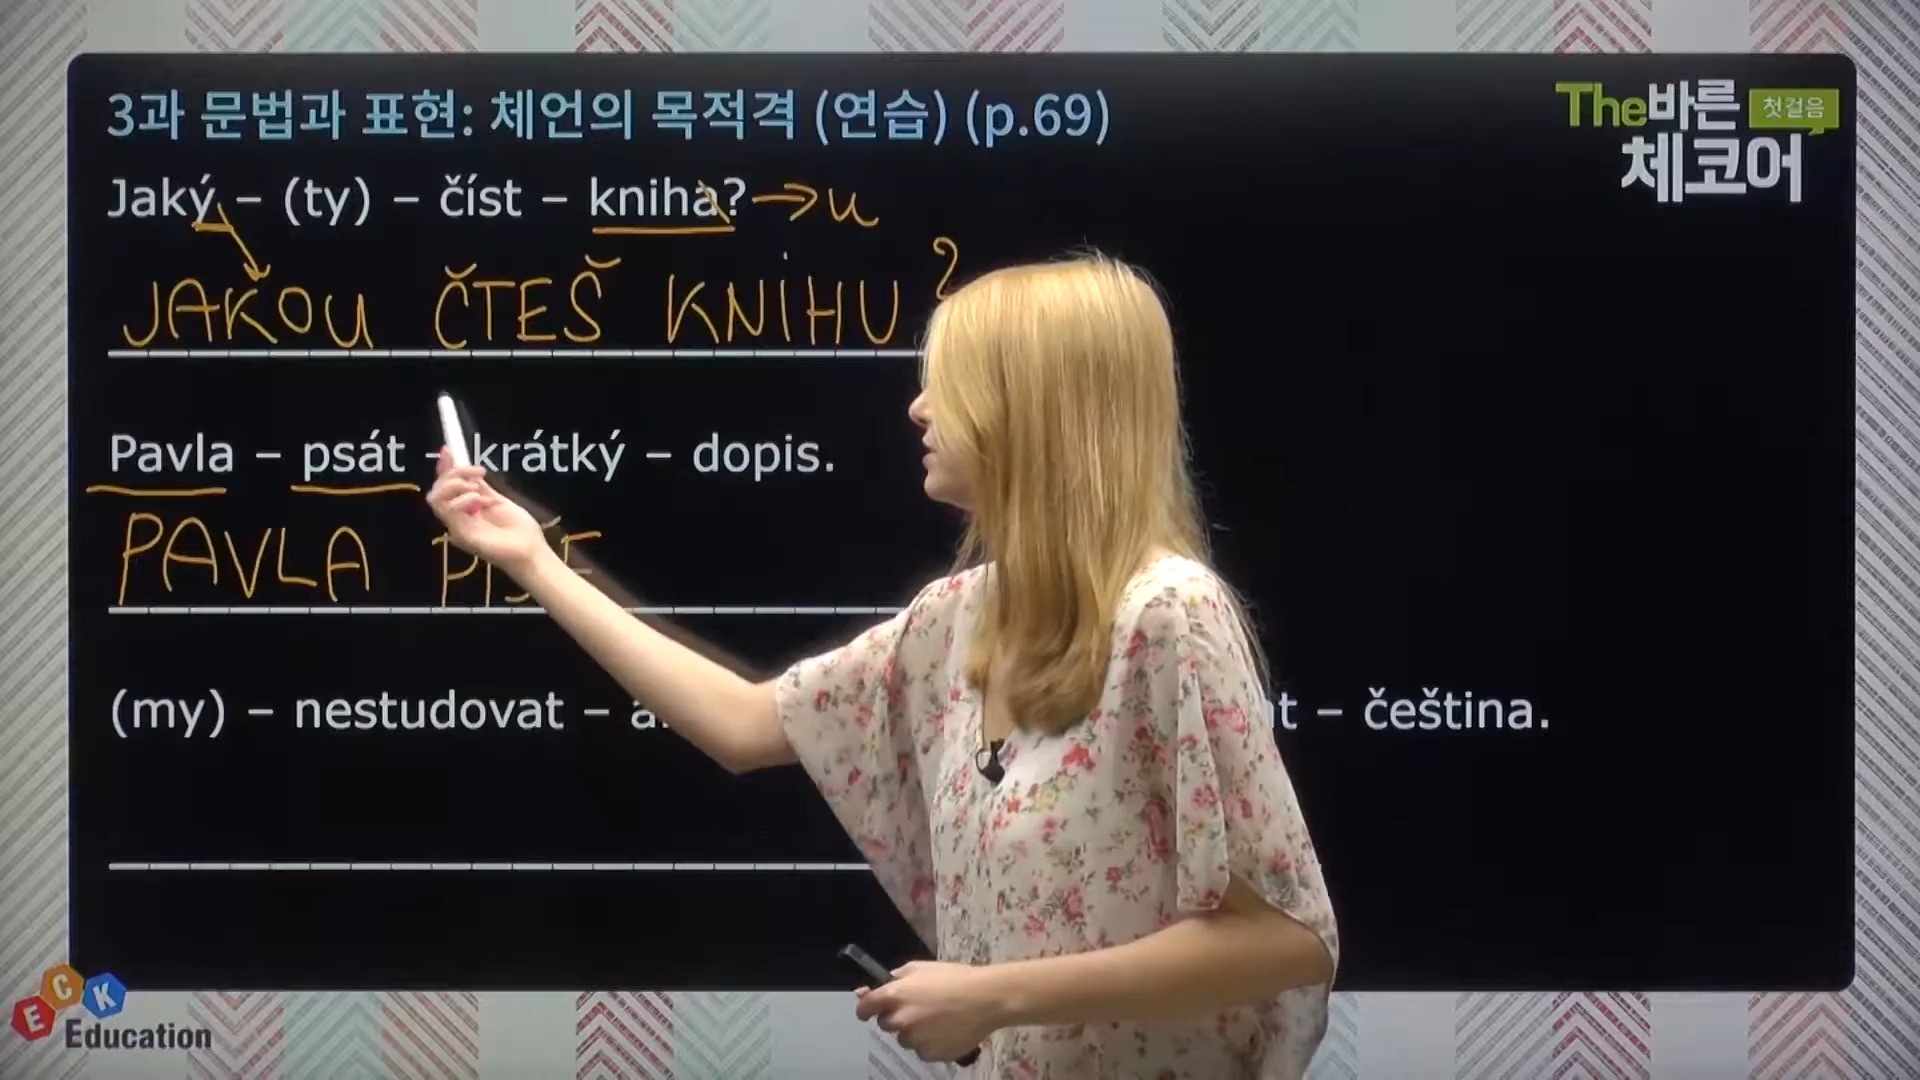 3과 문법과 표현: 체언의 목적격 (연습) (p.69)
The바른 첫걸음
체코어
Jaký – (ty) – číst – kniha? → u
JAKOU ČTEŠ KNIHU?
Pavla – psát – krátký – dopis.
PAVLA PÍŠE
(my) – nestudovat – – čeština.
ECK
Education